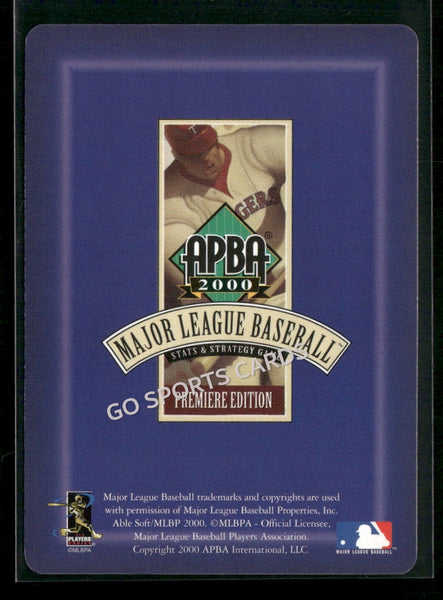 T
GERS
APBA®
2000
MAJOR LEAGUE BASEBALL™
STATS & STRATEGY
GO SPORTS CARDS
PREMIERE EDITION
Major League Baseball trademarks and copyrights are used
with permission of Major League Baseball Properties, Inc.
Able Soft/MLBP 2000. ©MLBPA - Official Licensee,
Major League Baseball Players Association.
Copyright 2000 APBA International, LLC.
PLAYERS
©MLBPA
MAJOR LEAGUE BASEBALL